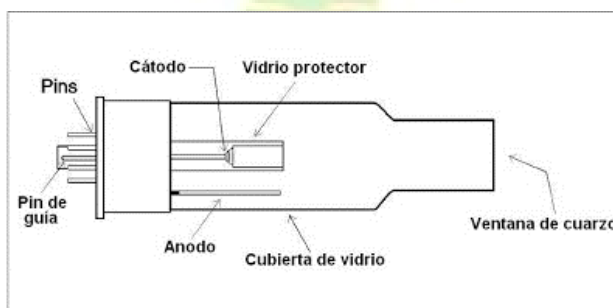 Cátodo
Vidrio protector
Pins
Pin de
guía
Anodo
Cubierta de vidrio
Ventana de cuarzo